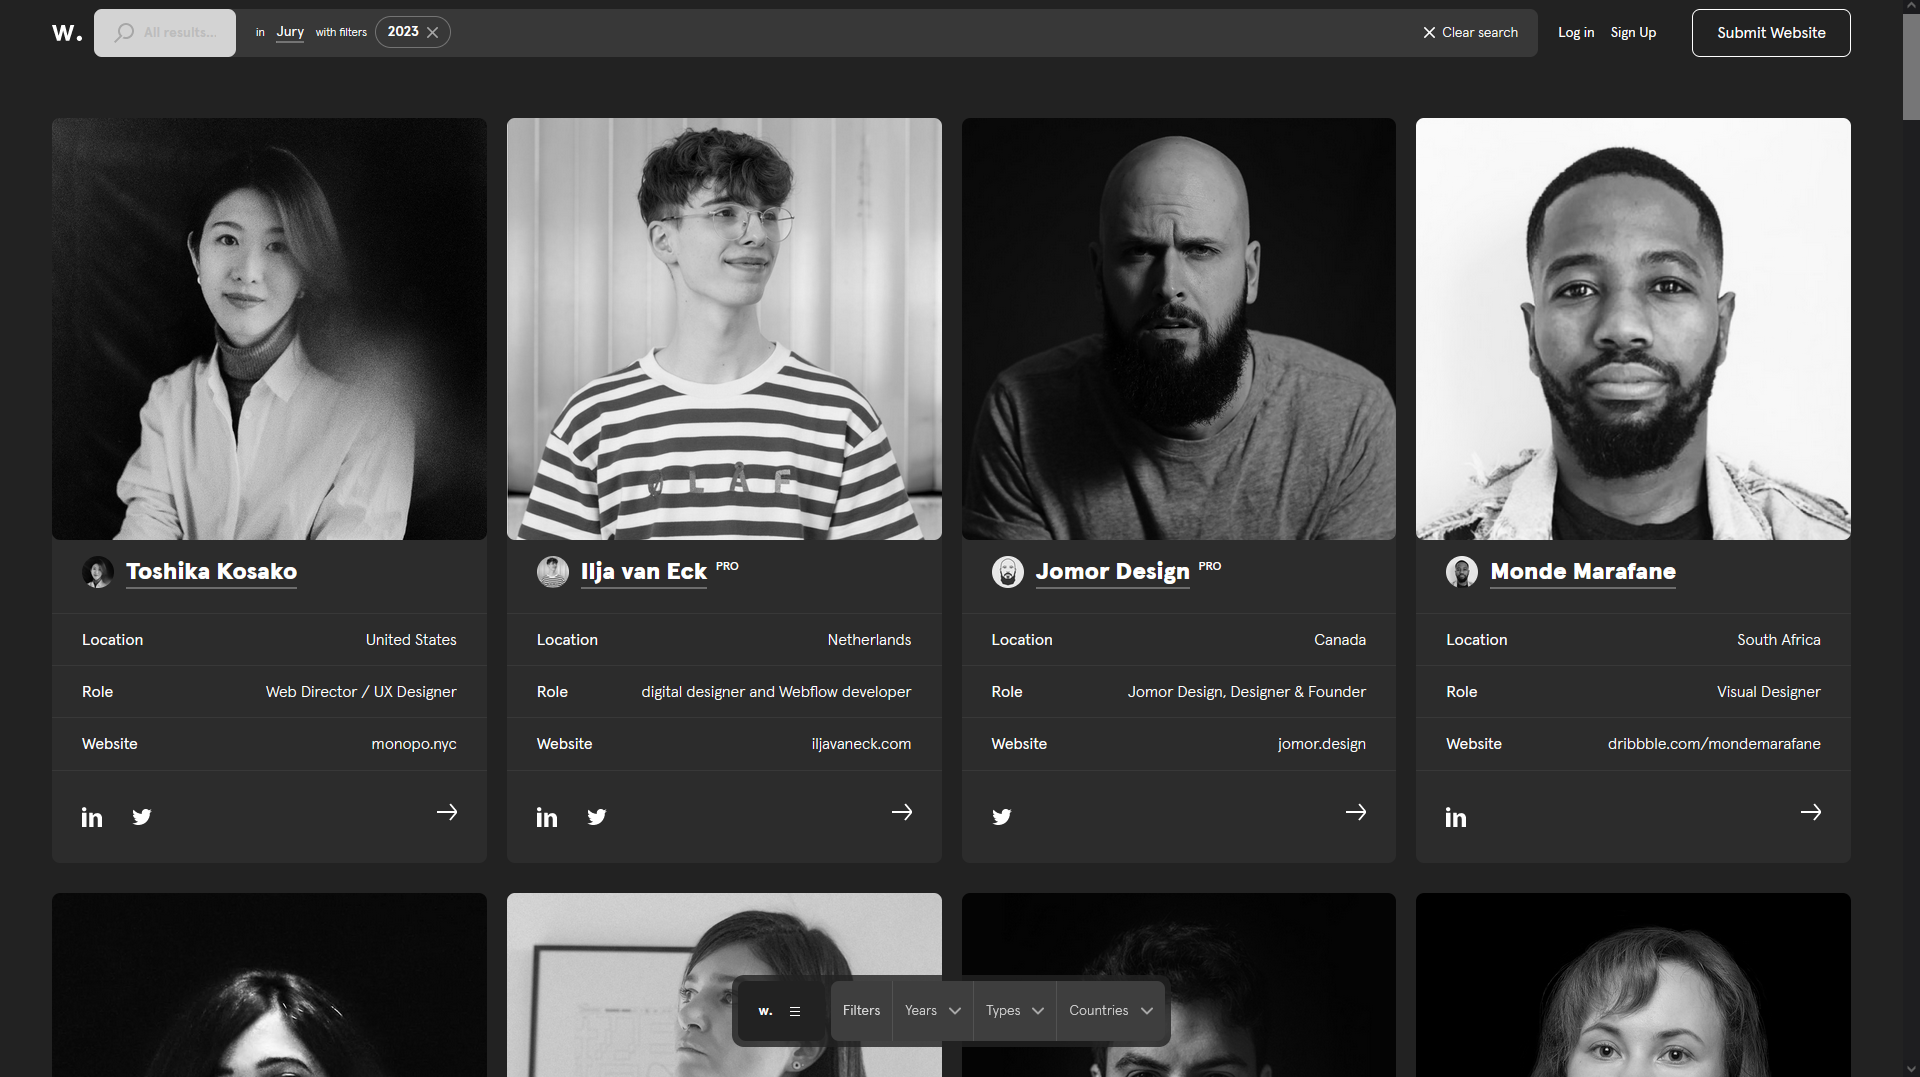 w. All results... in Jury with filters 2023 Clear search Log in Sign Up Submit Website
Ø L Å F
Toshika Kosako
Location United States
Role Web Director / UX Designer
Website monopo.nyc
in
Ilja van Eck PRO
Location Netherlands
Role digital designer and Webflow developer
Website iljavaneck.com
in
Jomor Design PRO
Location Canada
Role Jomor Design, Designer & Founder
Website jomor.design
Monde Marafane
Location South Africa
Role Visual Designer
Website dribbble.com/mondemarafane
in
w. Filters Years Types Countries